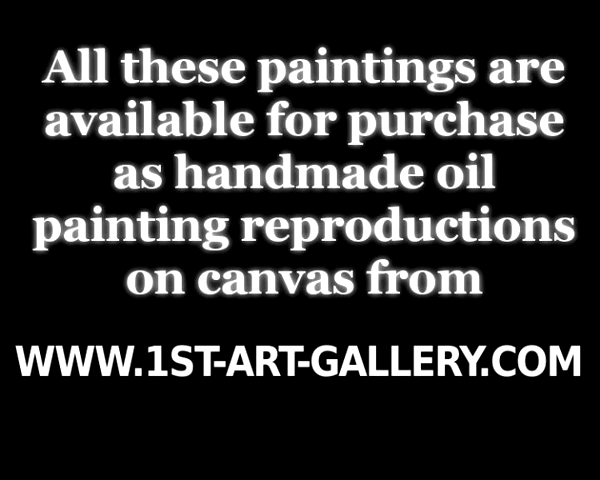 All these paintings are
available for purchase
as handmade oil
painting reproductions
on canvas from
WWW.1ST-ART-GALLERY.COM